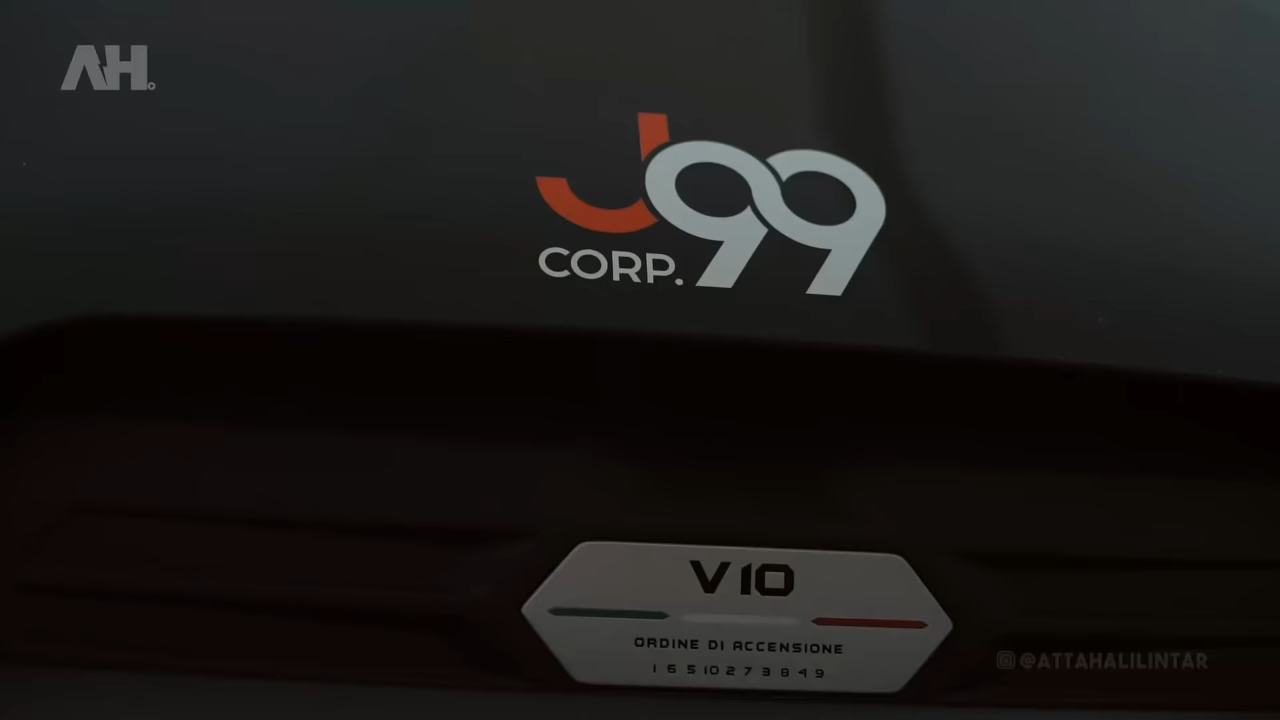 AH.
J99
CORP.
V10
ORDINE DI ACCENSIONE
1 6 5 10 2 7 3 8 4 9
@ATTAHALILINTAR